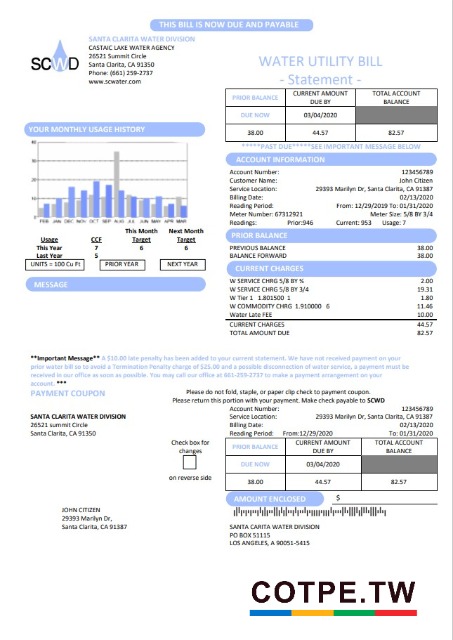 THIS BILL IS NOW DUE AND PAYABLE
SCWD
SANTA CLARITA WATER DIVISION
CASTAIC LAKE WATER AGENCY
26521 Summit Circle
Santa Clarita, CA 91350
Phone: (661) 259-2737
www.scwater.com
WATER UTILITY BILL
- Statement -
PRIOR BALANCE CURRENT AMOUNT DUE BY TOTAL ACCOUNT BALANCE
DUE NOW 03/04/2020
38.00 44.57 82.57
*****PAST DUE*****SEE IMPORTANT MESSAGE BELOW
YOUR MONTHLY USAGE HISTORY
FEB JAN DEC NOV OCT SEP AUG JUL JUN MAY APR MAR
This Month Next Month
Usage CCF Target Target
This Year 7 6 6
Last Year 5
UNITS = 100 Cu Ft PRIOR YEAR NEXT YEAR
MESSAGE
ACCOUNT INFORMATION
Account Number: 123456789
Customer Name: John Citizen
Service Location: 29393 Marilyn Dr, Santa Clarita, CA 91387
Billing Date: 02/13/2020
Reading Period: From: 12/29/2019 To: 01/31/2020
Meter Number: 67312921 Meter Size: 5/8 BY 3/4
Readings: Prior:946 Current: 953 Usage: 7
PRIOR BALANCE
PREVIOUS BALANCE 38.00
BALANCE FORWARD 38.00
CURRENT CHARGES
W SERVICE CHRG 5/8 BY ¾ 2.00
W SERVICE CHRG 5/8 BY 3/4 19.31
W Tier 1 1.801500 1 1.80
W COMMODITY CHRG 1.910000 6 11.46
Water Late FEE 10.00
CURRENT CHARGES 44.57
TOTAL AMOUNT DUE 82.57
**Important Message** A $10.00 late penalty has been added to your current statement. We have not received payment on your
prior water bill so to avoid a Termination Penalty charge of $25.00 and a possible disconnection of water service, a payment must be
received in our office as soon as possible. You may call our office at 661-259-2737 to make a payment arrangement on your
account. ***
PAYMENT COUPON
Please do not fold, staple, or paper clip check to payment coupon.
Please return this portion with your payment. Make check payable to SCWD
SANTA CLARITA WATER DIVISION
26521 summit Circle
Santa Clarita, CA 91350
Account Number: 123456789
Service Location: 29393 Marilyn Dr, Santa Clarita, CA 91387
Billing Date: 02/13/2020
Reading Period: From:12/29/2020 To: 01/31/2020
Check box for
changes
on reverse side
PRIOR BALANCE CURRENT AMOUNT DUE BY TOTAL ACCOUNT BALANCE
DUE NOW 03/04/2020
38.00 44.57 82.57
AMOUNT ENCLOSED $
JOHN CITIZEN
29393 Marilyn Dr,
Santa Clarita, CA 91387
SANTA CARITA WATER DIVISION
PO BOX 51115
LOS ANGELES, A 90051-5415
COTPE.TW